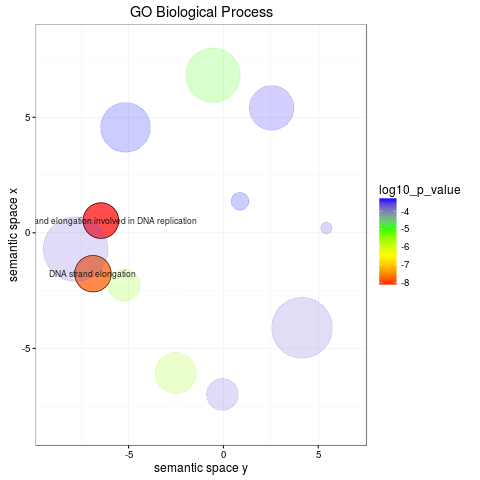 GO Biological Process
semantic space x
5
0
-5
and elongation involved in DNA replication
DNA strand elongation
-5
0
5
semantic space y
log10_p_value
-4
-5
-6
-7
-8